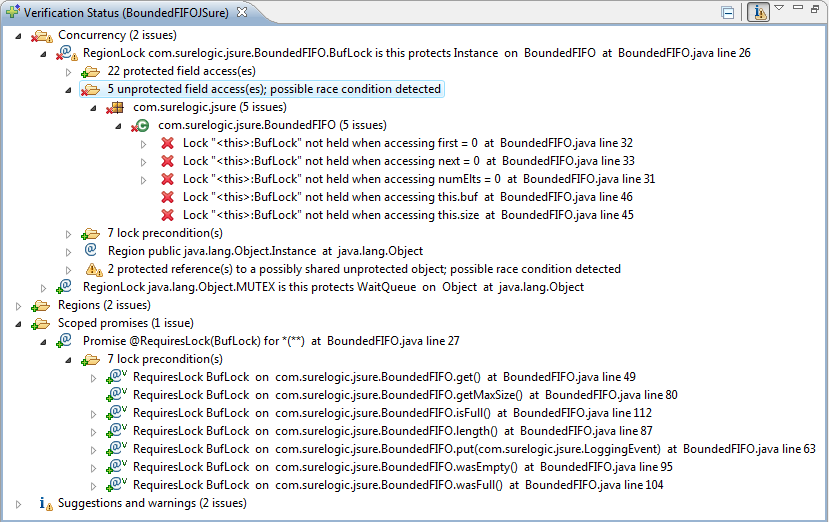 Verification Status (BoundedFIFOJSure)
Concurrency (2 issues)
RegionLock com.surelogic.jsure.BoundedFIFO.BufLock is this protects Instance on BoundedFIFO at BoundedFIFO.java line 26
22 protected field access(es)
5 unprotected field access(es); possible race condition detected
com.surelogic.jsure (5 issues)
com.surelogic.jsure.BoundedFIFO (5 issues)
Lock "<this>:BufLock" not held when accessing first = 0 at BoundedFIFO.java line 32
Lock "<this>:BufLock" not held when accessing next = 0 at BoundedFIFO.java line 33
Lock "<this>:BufLock" not held when accessing numElts = 0 at BoundedFIFO.java line 31
Lock "<this>:BufLock" not held when accessing this.buf at BoundedFIFO.java line 46
Lock "<this>:BufLock" not held when accessing this.size at BoundedFIFO.java line 45
7 lock precondition(s)
Region public java.lang.Object.Instance at java.lang.Object
2 protected reference(s) to a possibly shared unprotected object; possible race condition detected
RegionLock java.lang.Object.MUTEX is this protects WaitQueue on Object at java.lang.Object
Regions (2 issues)
Scoped promises (1 issue)
Promise @RequiresLock(BufLock) for *(**) at BoundedFIFO.java line 27
7 lock precondition(s)
RequiresLock BufLock on com.surelogic.jsure.BoundedFIFO.get() at BoundedFIFO.java line 49
RequiresLock BufLock on com.surelogic.jsure.BoundedFIFO.getMaxSize() at BoundedFIFO.java line 80
RequiresLock BufLock on com.surelogic.jsure.BoundedFIFO.isFull() at BoundedFIFO.java line 112
RequiresLock BufLock on com.surelogic.jsure.BoundedFIFO.length() at BoundedFIFO.java line 87
RequiresLock BufLock on com.surelogic.jsure.BoundedFIFO.put(com.surelogic.jsure.LoggingEvent) at BoundedFIFO.java line 63
RequiresLock BufLock on com.surelogic.jsure.BoundedFIFO.wasEmpty() at BoundedFIFO.java line 95
RequiresLock BufLock on com.surelogic.jsure.BoundedFIFO.wasFull() at BoundedFIFO.java line 104
Suggestions and warnings (2 issues)